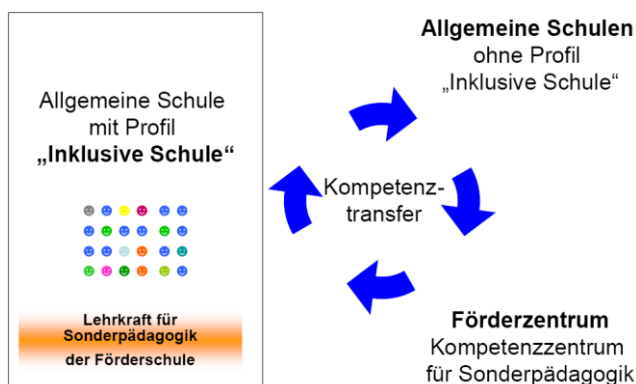 Allgemeine Schule
mit Profil
„Inklusive Schule“
Lehrkraft für
Sonderpädagogik
der Förderschule
Kompetenz-
transfer
Allgemeine Schulen
ohne Profil
„Inklusive Schule“
Förderzentrum
Kompetenzzentrum
für Sonderpädagogik